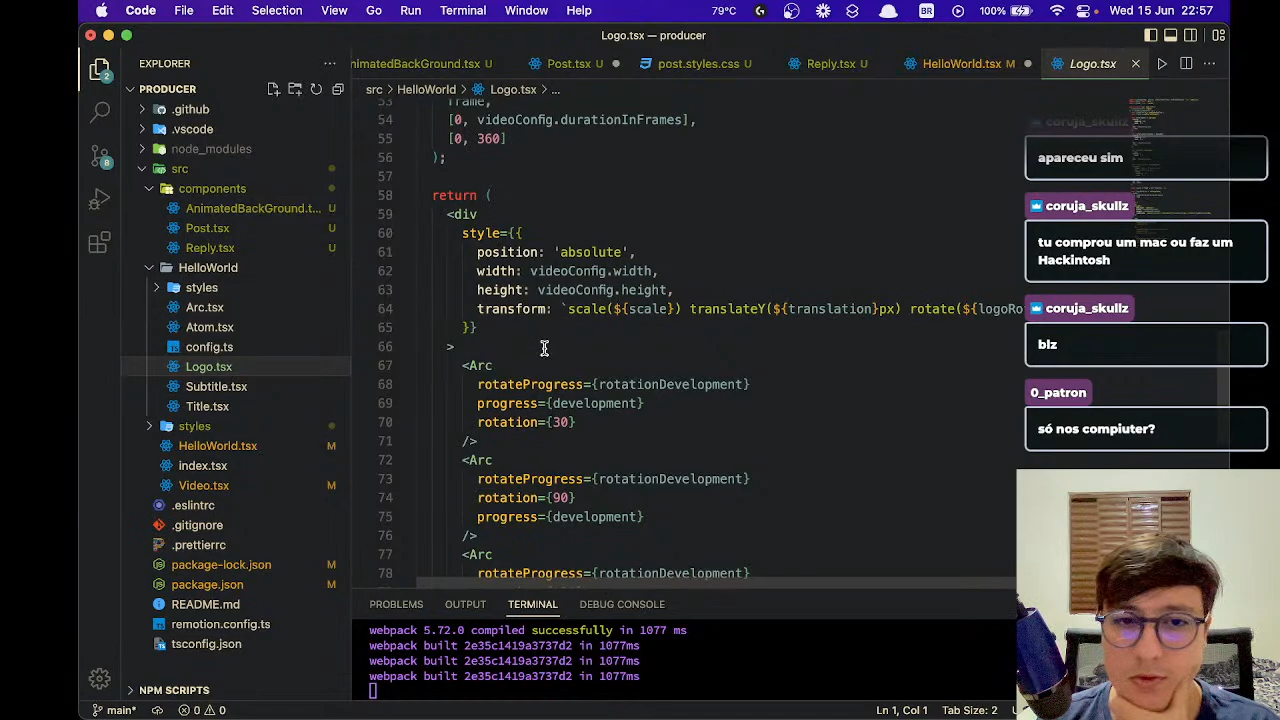 Code File Edit Selection View Go Run Terminal Window Help 79°C BR 100% Wed 15 Jun 22:57
Logo.tsx — producer
EXPLORER
PRODUCER
.github
.vscode
node_modules
src
components
AnimatedBackGround.t... U
Post.tsx U
Reply.tsx U
HelloWorld
styles
Arc.tsx
Atom.tsx
config.ts
Logo.tsx
Subtitle.tsx
Title.tsx
styles
HelloWorld.tsx M
index.tsx
Video.tsx M
.eslintrc
.gitignore
.prettierrc
package-lock.json M
package.json M
README.md
remotion.config.ts
tsconfig.json
NPM SCRIPTS
nimatedBackGround.tsx U Post.tsx U post.styles.css U Reply.tsx U HelloWorld.tsx M Logo.tsx
src > HelloWorld > Logo.tsx > ...
53 frame,
54 [0, videoConfig.durationInFrames],
55 [0, 360]
56 );
57
58 return (
59 <div
60 style={{
61 position: 'absolute',
62 width: videoConfig.width,
63 height: videoConfig.height,
64 transform: `scale(${scale}) translateY(${translation}px) rotate(${logoRo
65 }}
66 >
67 <Arc
68 rotateProgress={rotationDevelopment}
69 progress={development}
70 rotation={30}
71 />
72 <Arc
73 rotateProgress={rotationDevelopment}
74 rotation={90}
75 progress={development}
76 />
77 <Arc
78 rotateProgress={rotationDevelopment}
PROBLEMS OUTPUT TERMINAL DEBUG CONSOLE
webpack 5.72.0 compiled successfully in 1077 ms
webpack built 2e35c1419a3737d2 in 1077ms
webpack built 2e35c1419a3737d2 in 1077ms
webpack built 2e35c1419a3737d2 in 1077ms
main* 0 0 Ln 1, Col 1 Tab Size: 2
coruja_skullz
apareceu sim
coruja_skullz
tu comprou um mac ou faz um
Hackintosh
coruja_skullz
blz
0_patron
só nos compiuter?